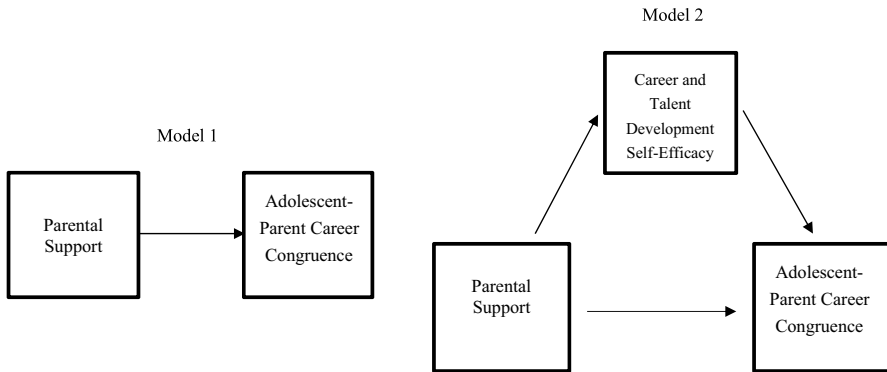 Model 1
Parental
Support
Adolescent-
Parent Career
Congruence
Model 2
Career and
Talent
Development
Self-Efficacy
Parental
Support
Adolescent-
Parent Career
Congruence